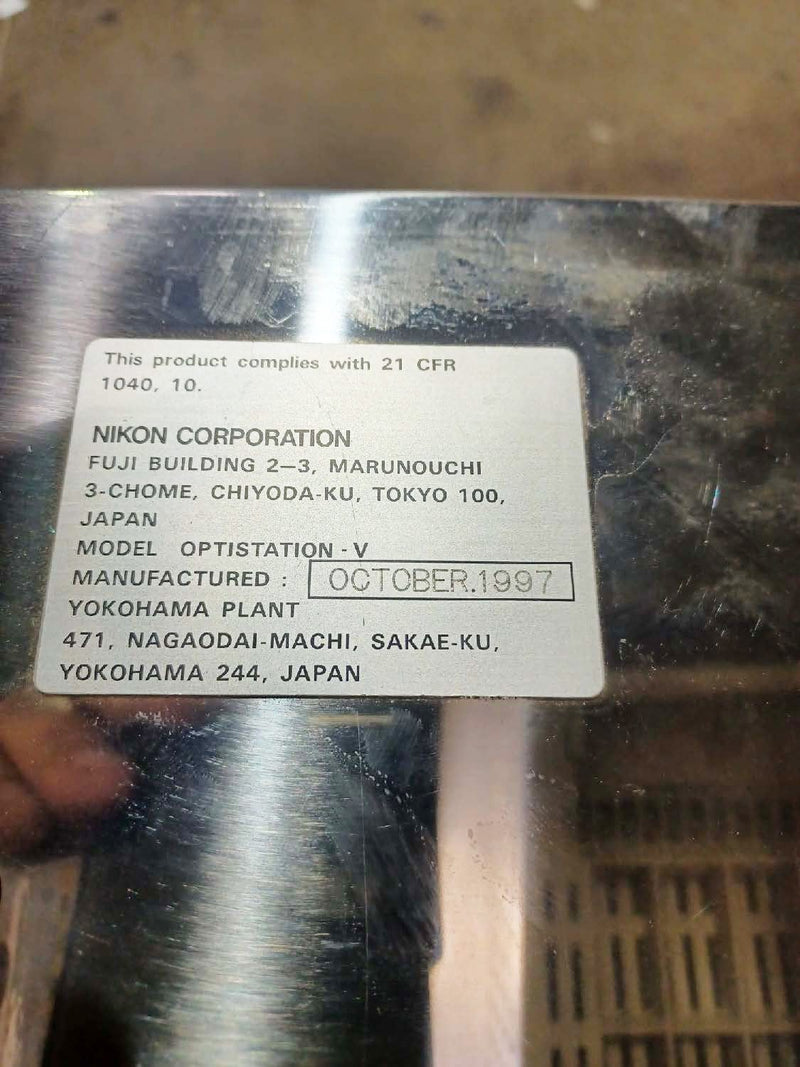 This product complies with 21 CFR
1040, 10.
NIKON CORPORATION
FUJI BUILDING 2–3, MARUNOUCHI
3-CHOME, CHIYODA-KU, TOKYO 100,
JAPAN
MODEL OPTISTATION - V
MANUFACTURED : OCTOBER.1997
YOKOHAMA PLANT
471, NAGAODAI-MACHI, SAKAE-KU,
YOKOHAMA 244, JAPAN